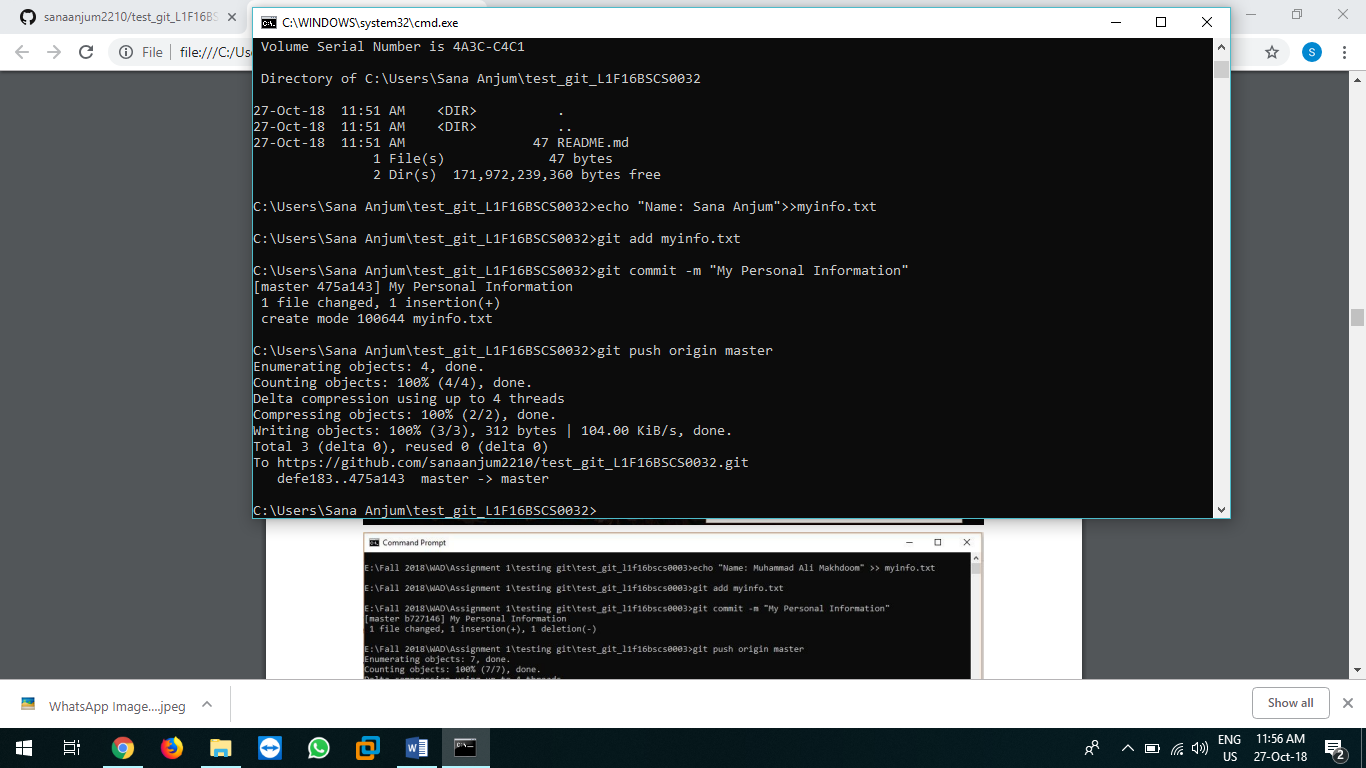 sanaanjum2210/test_git_L1F16BS
File
file:///C:/Us
S
C:\WINDOWS\system32\cmd.exe
Volume Serial Number is 4A3C-C4C1
Directory of C:\Users\Sana Anjum\test_git_L1F16BSCS0032
27-Oct-18  11:51 AM    <DIR>          .
27-Oct-18  11:51 AM    <DIR>          ..
27-Oct-18  11:51 AM                47 README.md
1 File(s)             47 bytes
2 Dir(s)  171,972,239,360 bytes free
C:\Users\Sana Anjum\test_git_L1F16BSCS0032>echo "Name: Sana Anjum">>myinfo.txt
C:\Users\Sana Anjum\test_git_L1F16BSCS0032>git add myinfo.txt
C:\Users\Sana Anjum\test_git_L1F16BSCS0032>git commit -m "My Personal Information"
[master 475a143] My Personal Information
1 file changed, 1 insertion(+)
create mode 100644 myinfo.txt
C:\Users\Sana Anjum\test_git_L1F16BSCS0032>git push origin master
Enumerating objects: 4, done.
Counting objects: 100% (4/4), done.
Delta compression using up to 4 threads
Compressing objects: 100% (2/2), done.
Writing objects: 100% (3/3), 312 bytes | 104.00 KiB/s, done.
Total 3 (delta 0), reused 0 (delta 0)
To https://github.com/sanaanjum2210/test_git_L1F16BSCS0032.git
defe183..475a143  master -> master
C:\Users\Sana Anjum\test_git_L1F16BSCS0032>
Command Prompt
E:\Fall 2018\WAD\Assignment 1\testing git\test_git_l1f16bscs0003>echo "Name: Muhammad Ali Makhdoom" >> myinfo.txt
E:\Fall 2018\WAD\Assignment 1\testing git\test_git_l1f16bscs0003>git add myinfo.txt
E:\Fall 2018\WAD\Assignment 1\testing git\test_git_l1f16bscs0003>git commit -m "My Personal Information"
[master b727146] My Personal Information
1 file changed, 1 insertion(+), 1 deletion(-)
E:\Fall 2018\WAD\Assignment 1\testing git\test_git_l1f16bscs0003>git push origin master
Enumerating objects: 7, done.
Counting objects: 100% (7/7), done.
WhatsApp Image....jpeg
Show all
ENG
US
11:56 AM
27-Oct-18
2